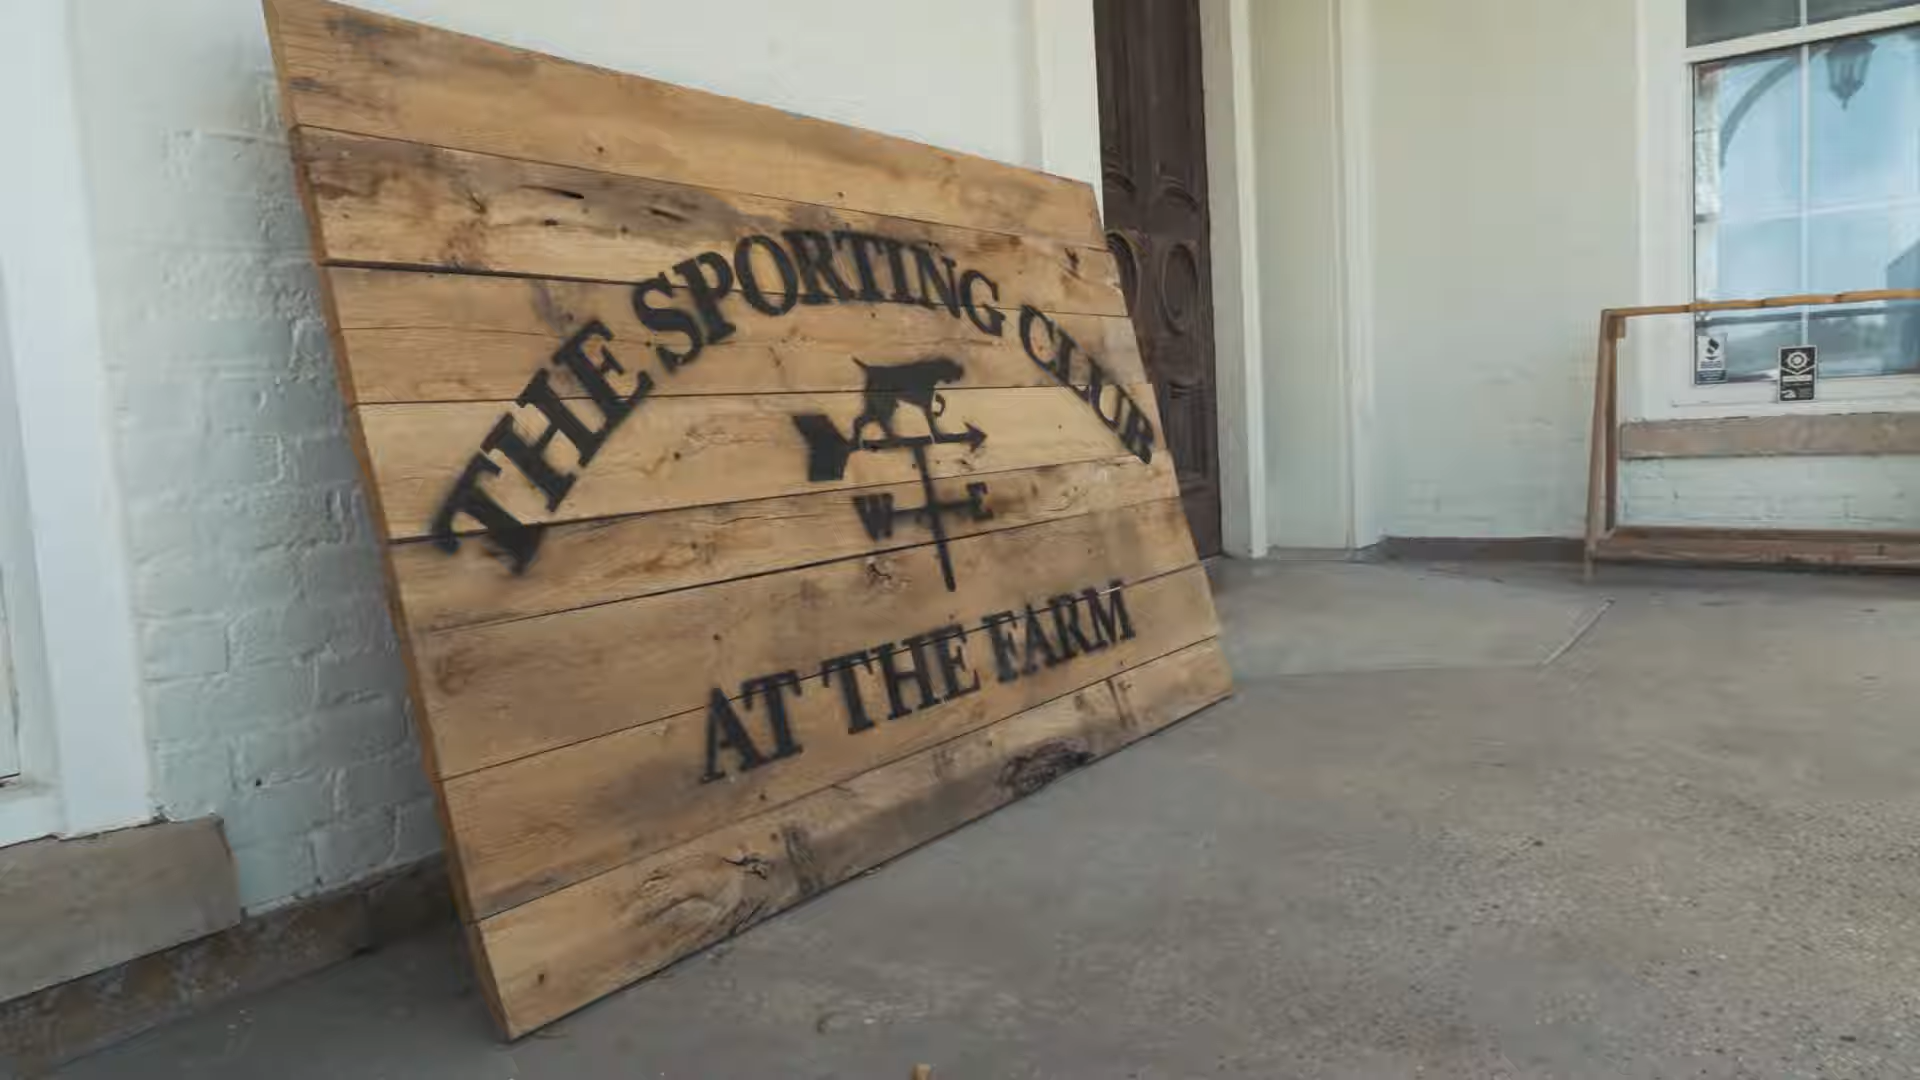 THE SPORTING CLUB
W E
AT THE FARM